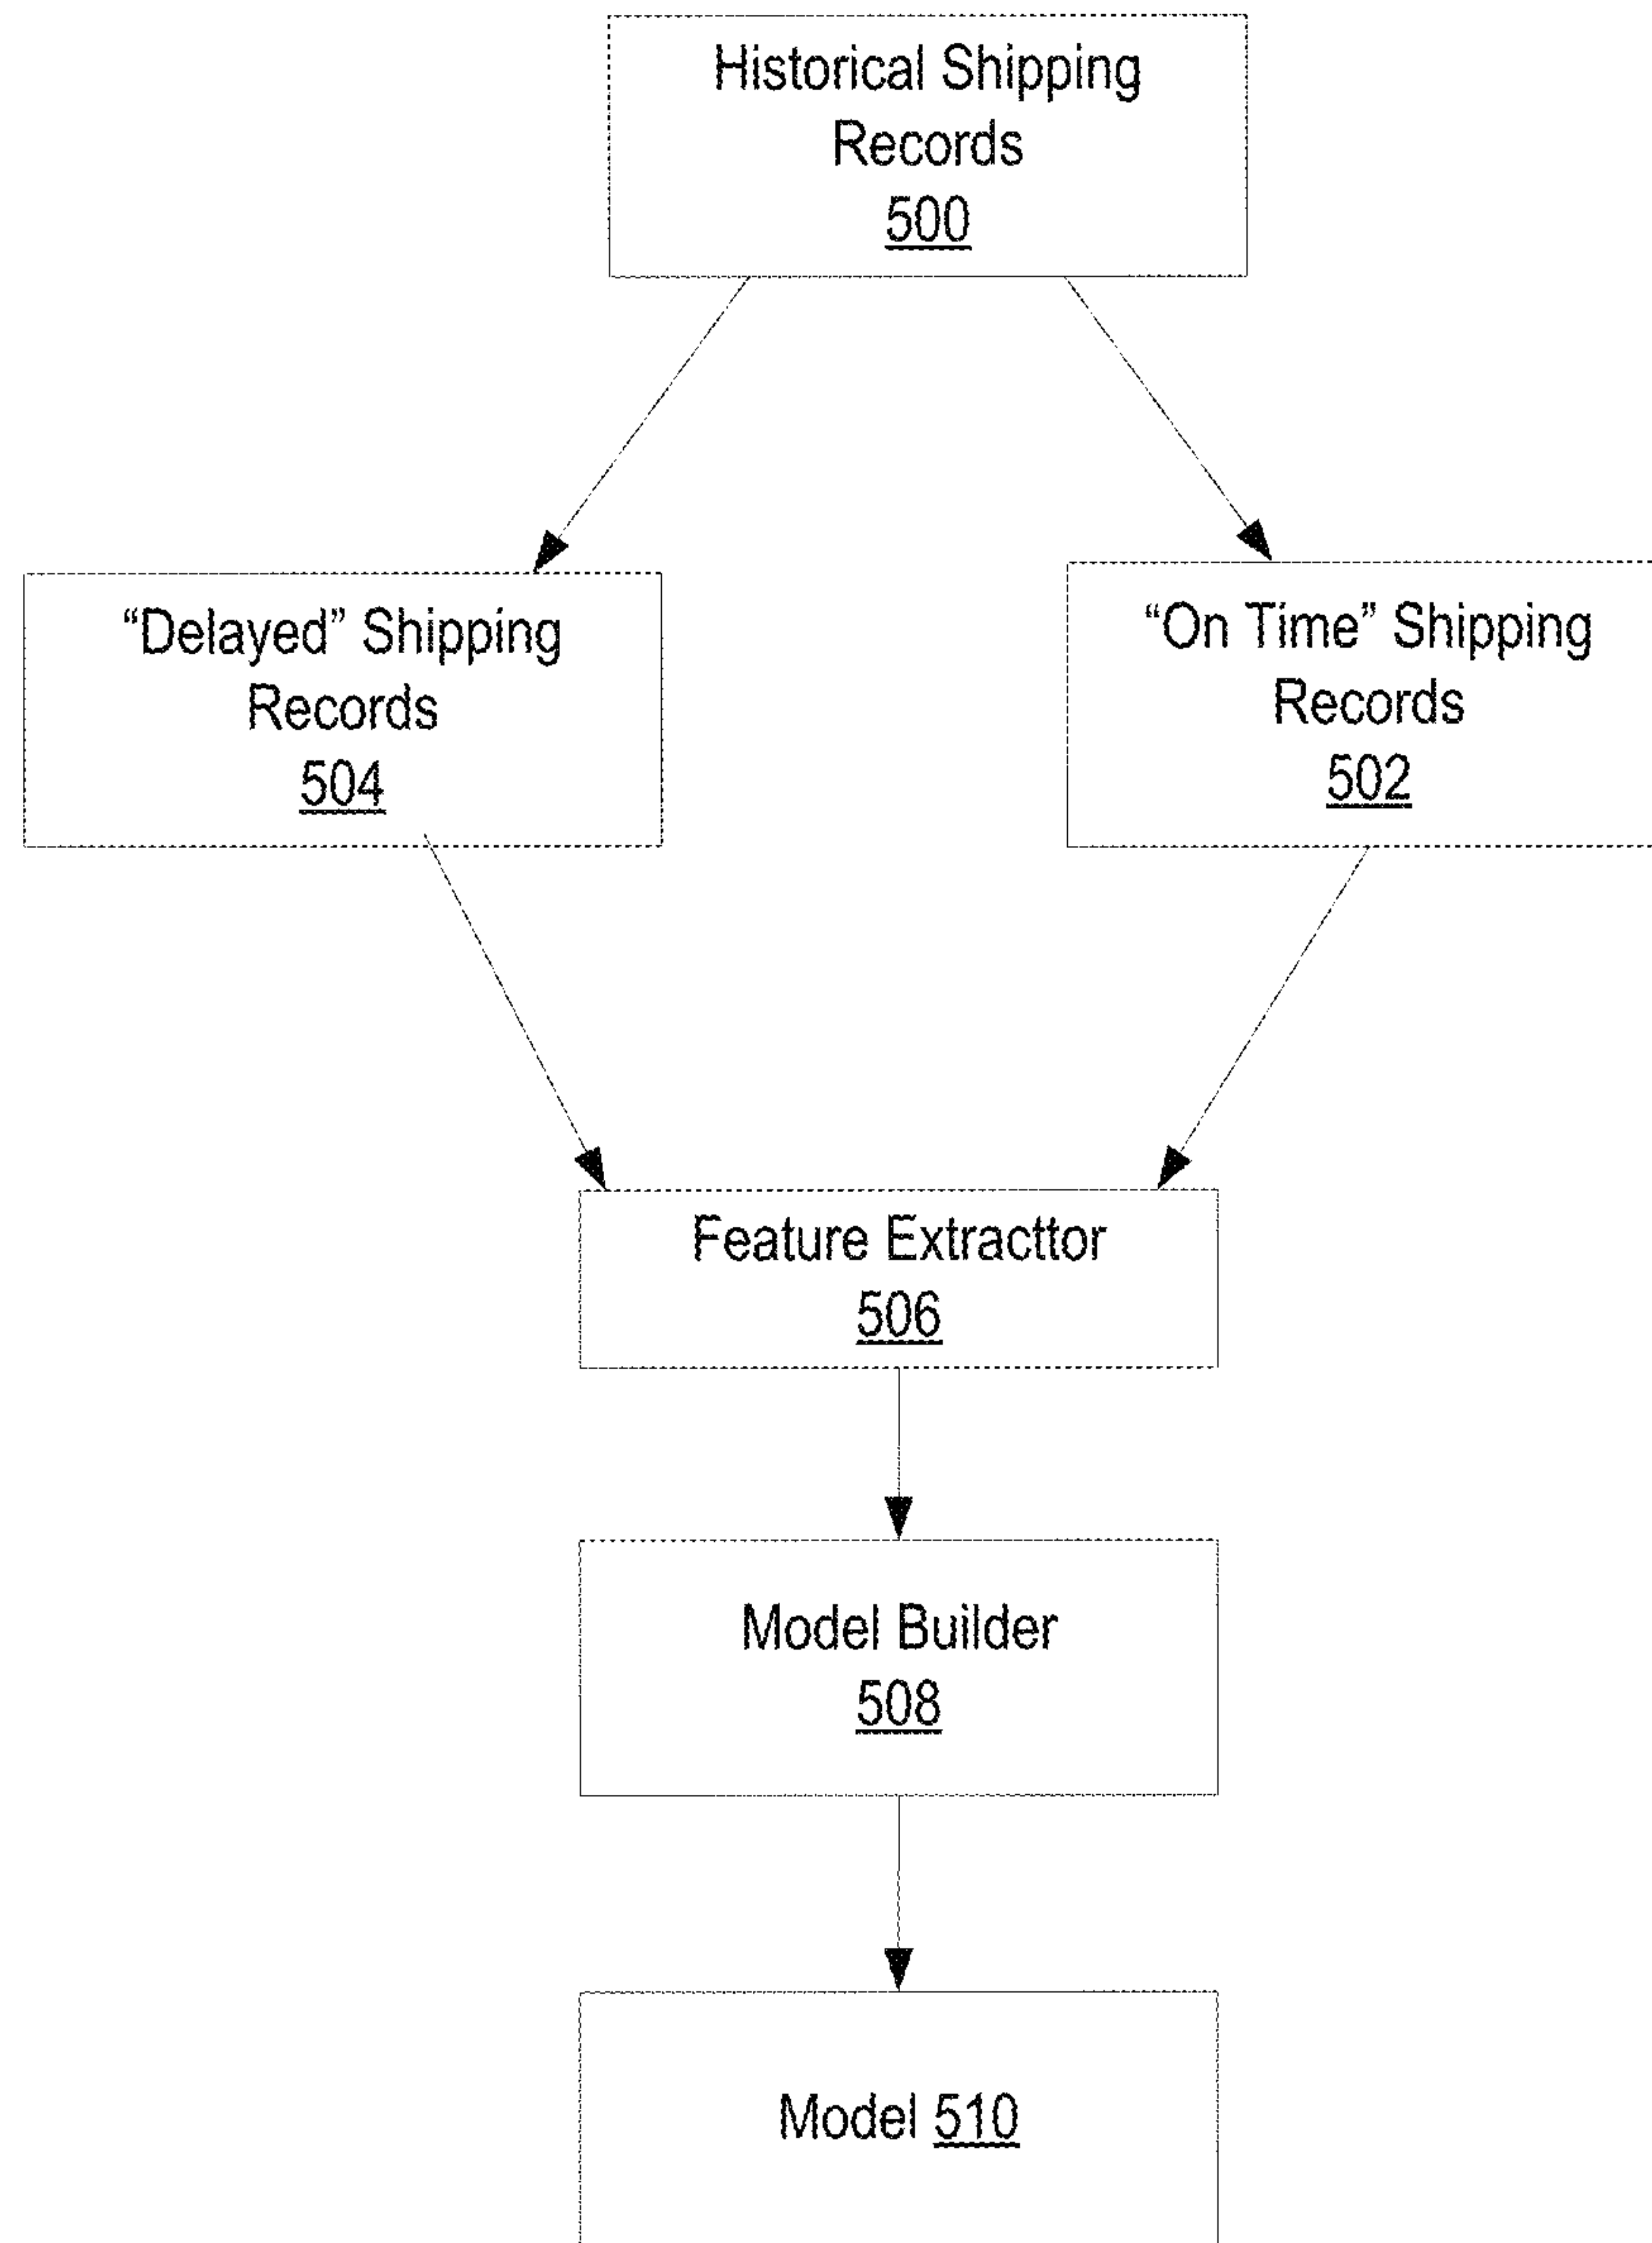 Historical Shipping
Records
500
“Delayed” Shipping
Records
504
“On Time” Shipping
Records
502
Feature Extracttor
506
Model Builder
508
Model 510